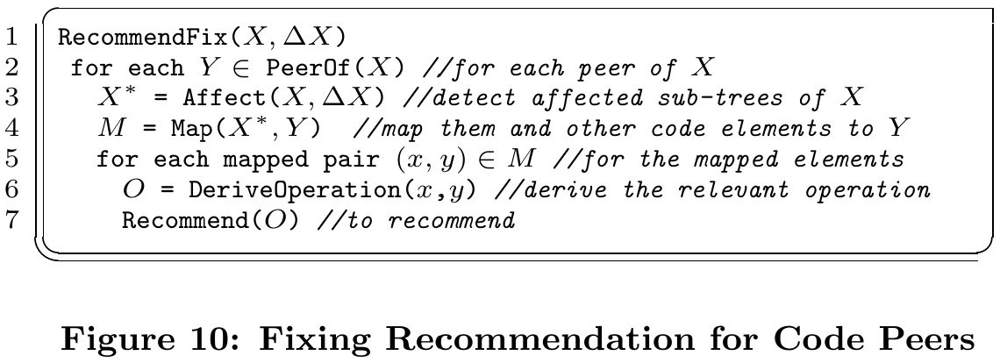 1 RecommendFix(X, ΔX)
2 for each Y ∈ PeerOf(X) //for each peer of X
3 X* = Affect(X, ΔX) //detect affected sub-trees of X
4 M = Map(X*, Y) //map them and other code elements to Y
5 for each mapped pair (x, y) ∈ M //for the mapped elements
6 O = DeriveOperation(x,y) //derive the relevant operation
7 Recommend(O) //to recommend
Figure 10: Fixing Recommendation for Code Peers